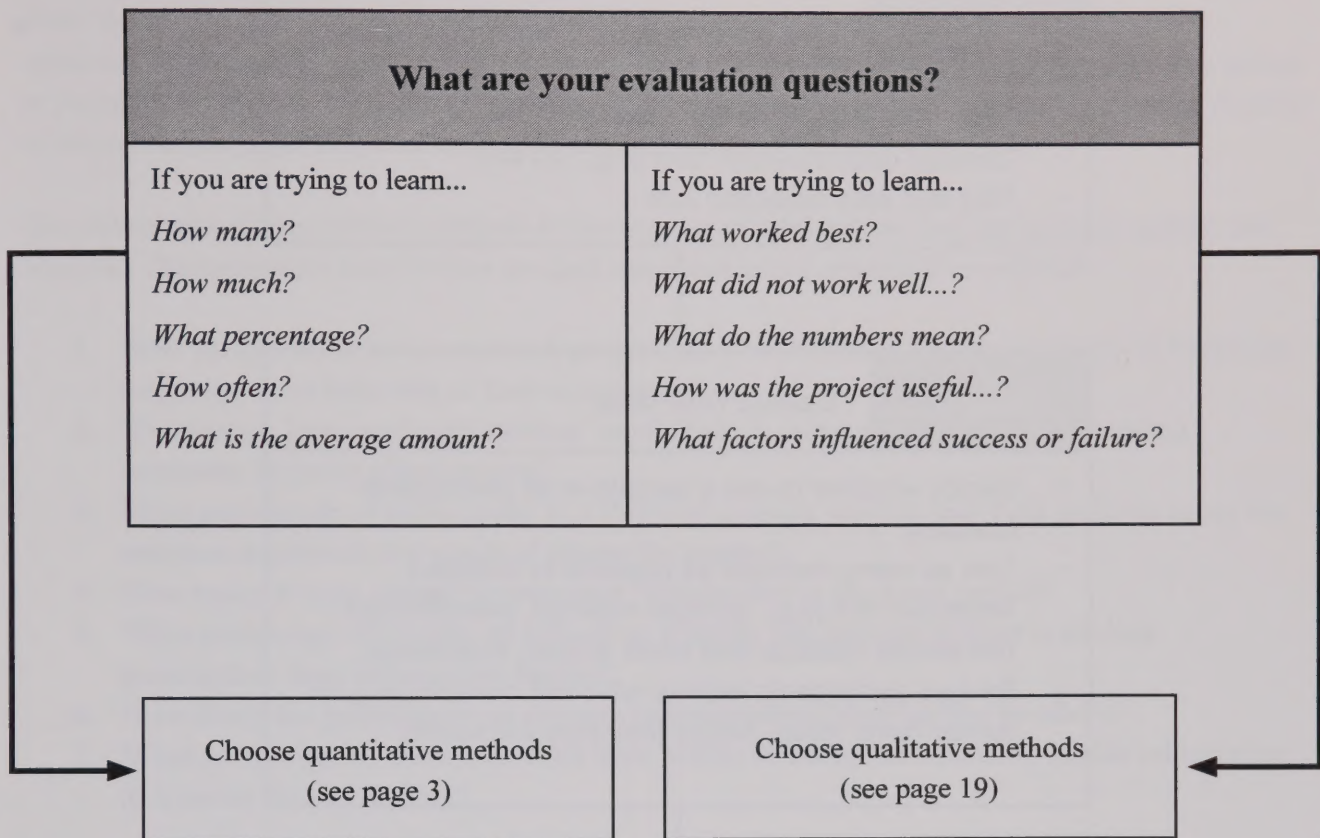 What are your evaluation questions?
If you are trying to learn...
How many?
How much?
What percentage?
How often?
What is the average amount?
If you are trying to learn...
What worked best?
What did not work well...?
What do the numbers mean?
How was the project useful...?
What factors influenced success or failure?
Choose quantitative methods
(see page 3)
Choose qualitative methods
(see page 19)